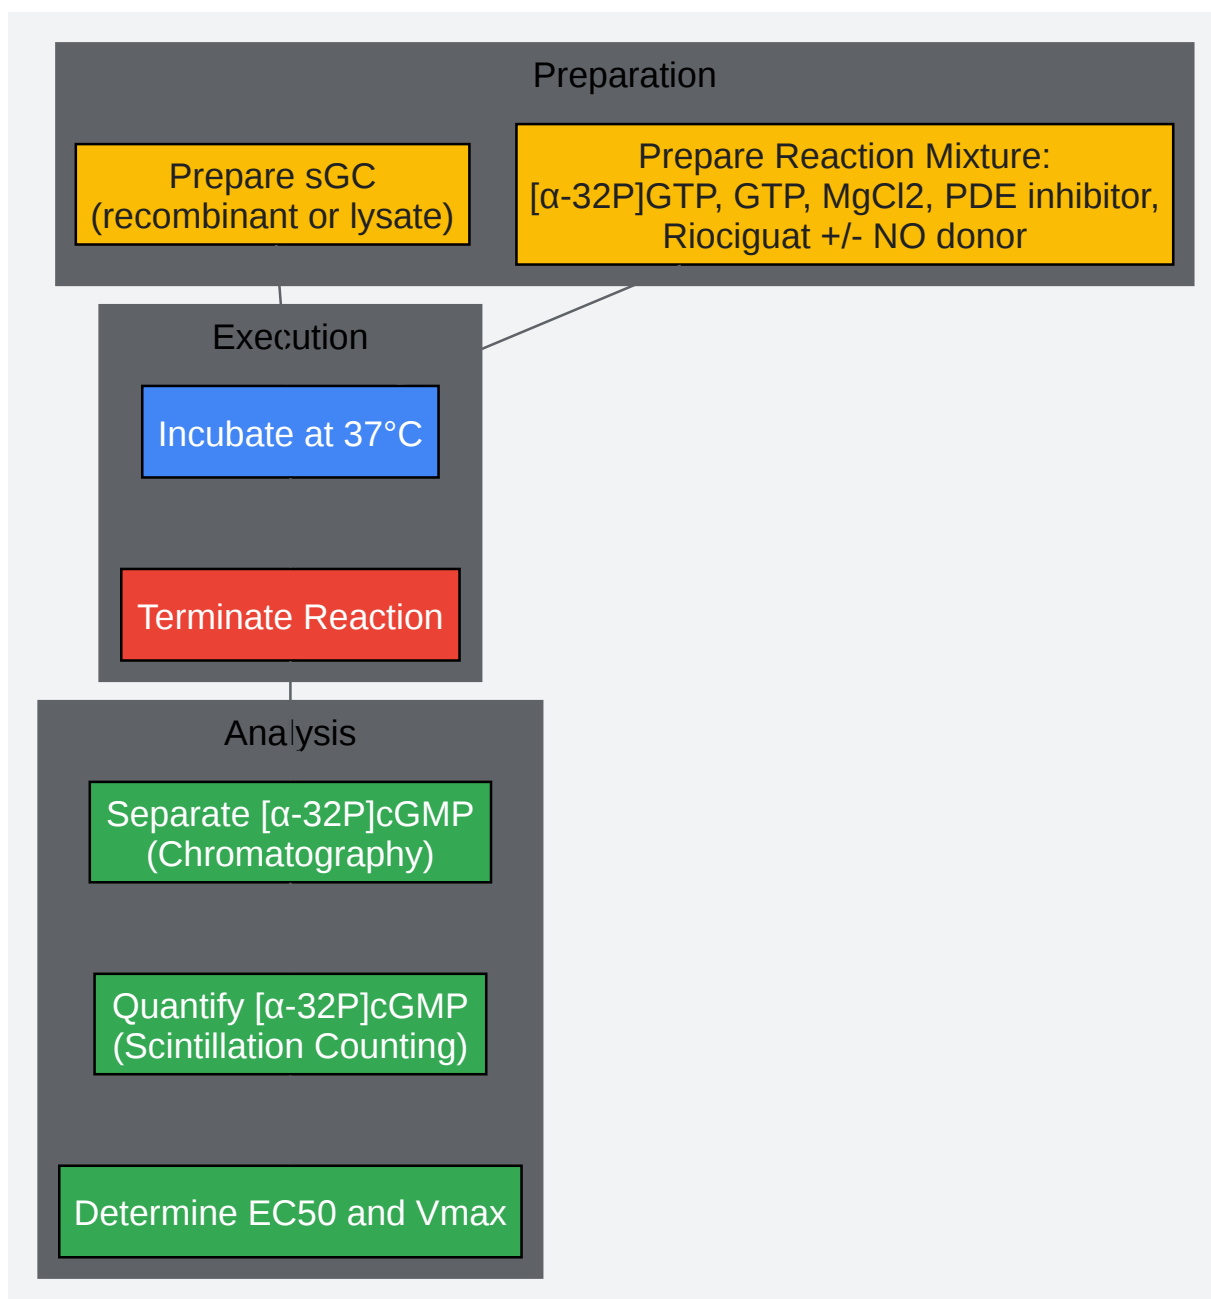 Preparation
Prepare sGC
(recombinant or lysate)
Prepare Reaction Mixture:
[α-32P]GTP, GTP, MgCl2, PDE inhibitor,
Riociguat +/- NO donor
Execution
Incubate at 37°C
Terminate Reaction
Analysis
Separate [α-32P]cGMP
(Chromatography)
Quantify [α-32P]cGMP
(Scintillation Counting)
Determine EC50 and Vmax